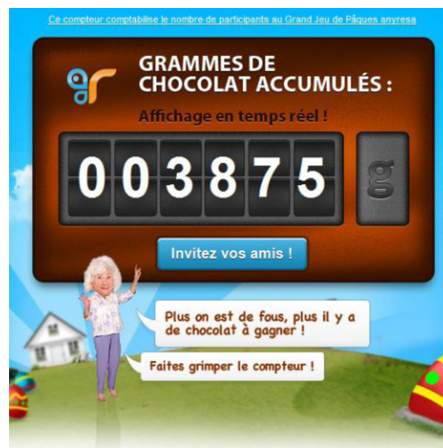 Ce compteur comptabilise le nombre de participants au Grand Jeu de Pâques anyresa
GRAMMES DE
CHOCOLAT ACCUMULÉS :
Affichage en temps réel !
003875 g
Invitez vos amis !
Plus on est de fous, plus il y a
de chocolat à gagner !
Faites grimper le compteur !